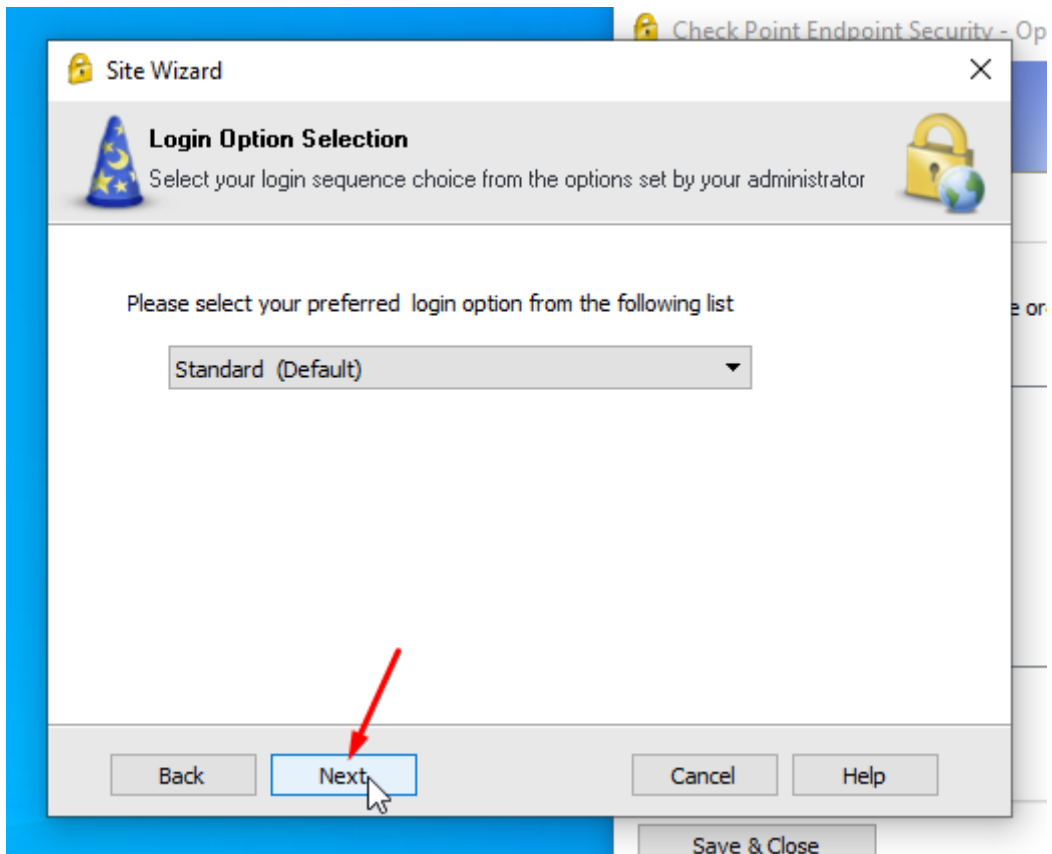 Check Point Endpoint Security - Op
Site Wizard
Login Option Selection
Select your login sequence choice from the options set by your administrator
Please select your preferred login option from the following list
e or
Standard (Default)
Back
Next
Cancel
Help
Save & Close